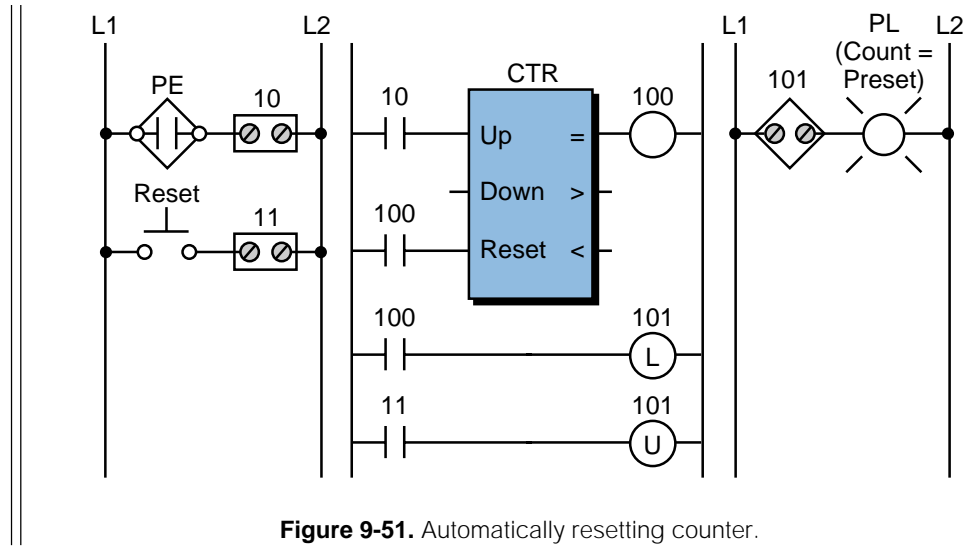 L1
L2
L1
PL
L2
(Count =
Preset)
PE
10
CTR
10
100
101
Up =
Down >
Reset
11
100
Reset <
100
101
L
11
101
U
Figure 9-51. Automatically resetting counter.